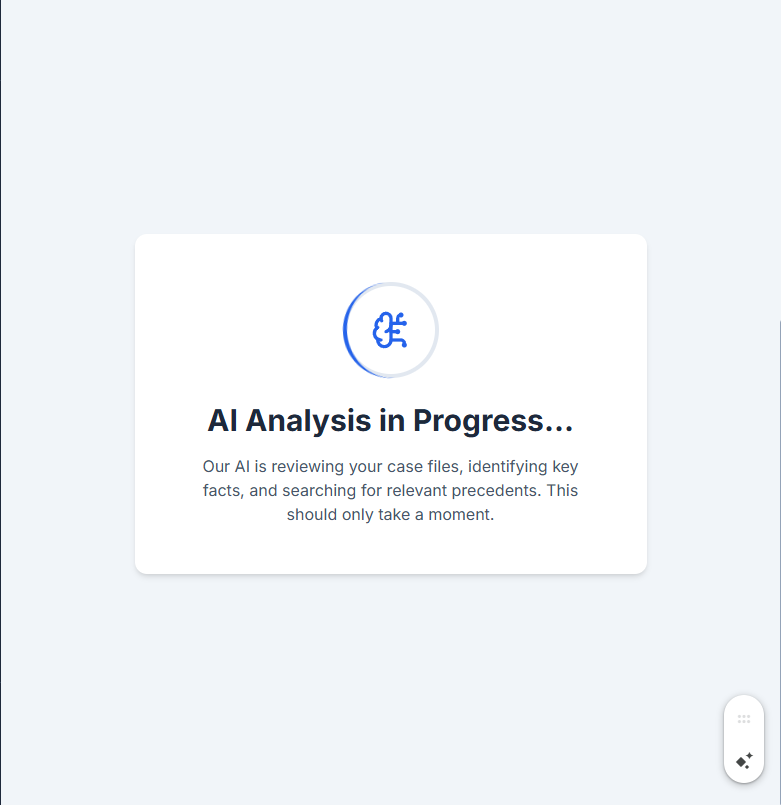 AI Analysis in Progress...
Our AI is reviewing your case files, identifying key
facts, and searching for relevant precedents. This
should only take a moment.